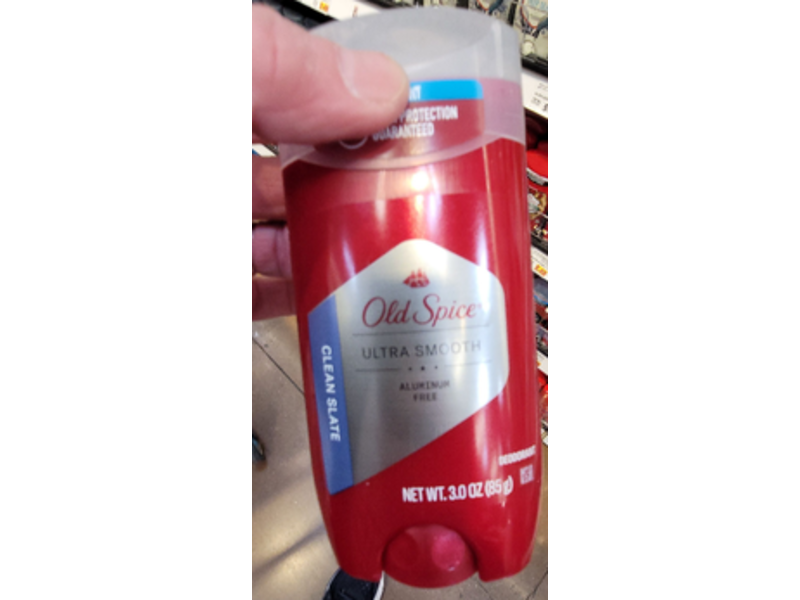 PROTECTION
GUARANTEED
Old Spice
ULTRA SMOOTH
ALUMINUM
FREE
CLEAN SLATE
DEODORANT
NET WT. 3.0 OZ (85 g)